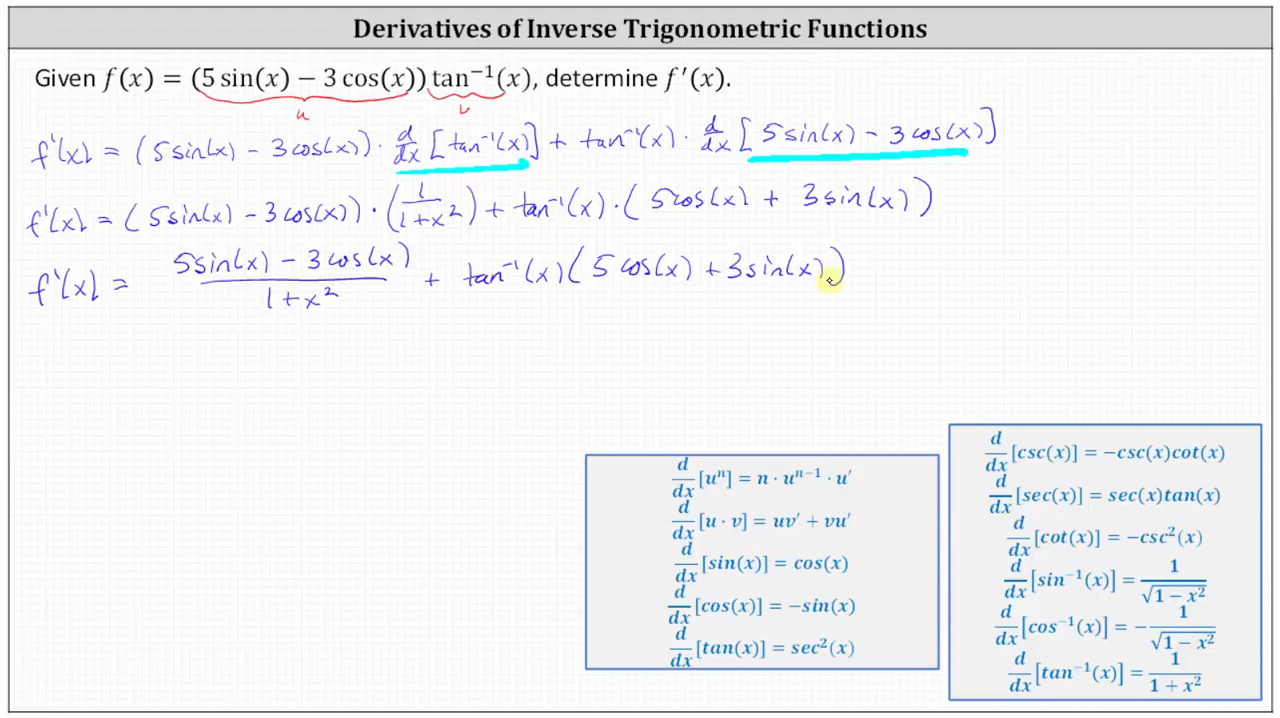 Derivatives of Inverse Trigonometric Functions
Given f(x) = (5 sin(x) − 3 cos(x)) tan⁻¹(x), determine f′(x).
u v
f'(x) = (5sin(x) - 3cos(x)) · d/dx [tan⁻¹(x)] + tan⁻¹(x) · d/dx [5sin(x) - 3cos(x)]
f'(x) = (5sin(x) - 3cos(x)) · (1/(1+x²)) + tan⁻¹(x) · (5cos(x) + 3sin(x))
f'(x) = (5sin(x) - 3cos(x))/(1+x²) + tan⁻¹(x)(5cos(x) + 3sin(x))
d/dx [uⁿ] = n · uⁿ⁻¹ · u′
d/dx [u · v] = uv′ + vu′
d/dx [sin(x)] = cos(x)
d/dx [cos(x)] = −sin(x)
d/dx [tan(x)] = sec²(x)
d/dx [csc(x)] = −csc(x)cot(x)
d/dx [sec(x)] = sec(x)tan(x)
d/dx [cot(x)] = −csc²(x)
d/dx [sin⁻¹(x)] = 1/√(1 − x²)
d/dx [cos⁻¹(x)] = − 1/√(1 − x²)
d/dx [tan⁻¹(x)] = 1/(1 + x²)